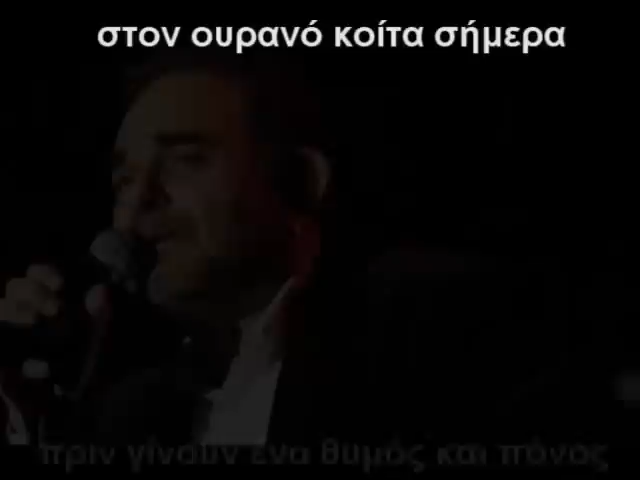 στον ουρανό κοίτα σήμερα
πριν γίνουν ένα θυμός και πόνος